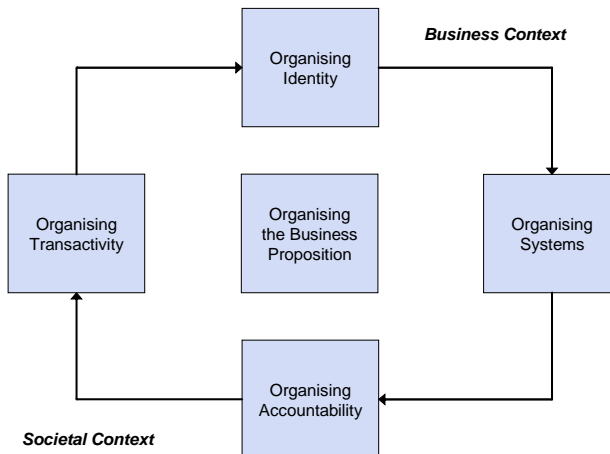 Business Context
Organising
Identity
Organising
Transactivity
Organising
the Business
Proposition
Organising
Systems
Organising
Accountability
Societal Context